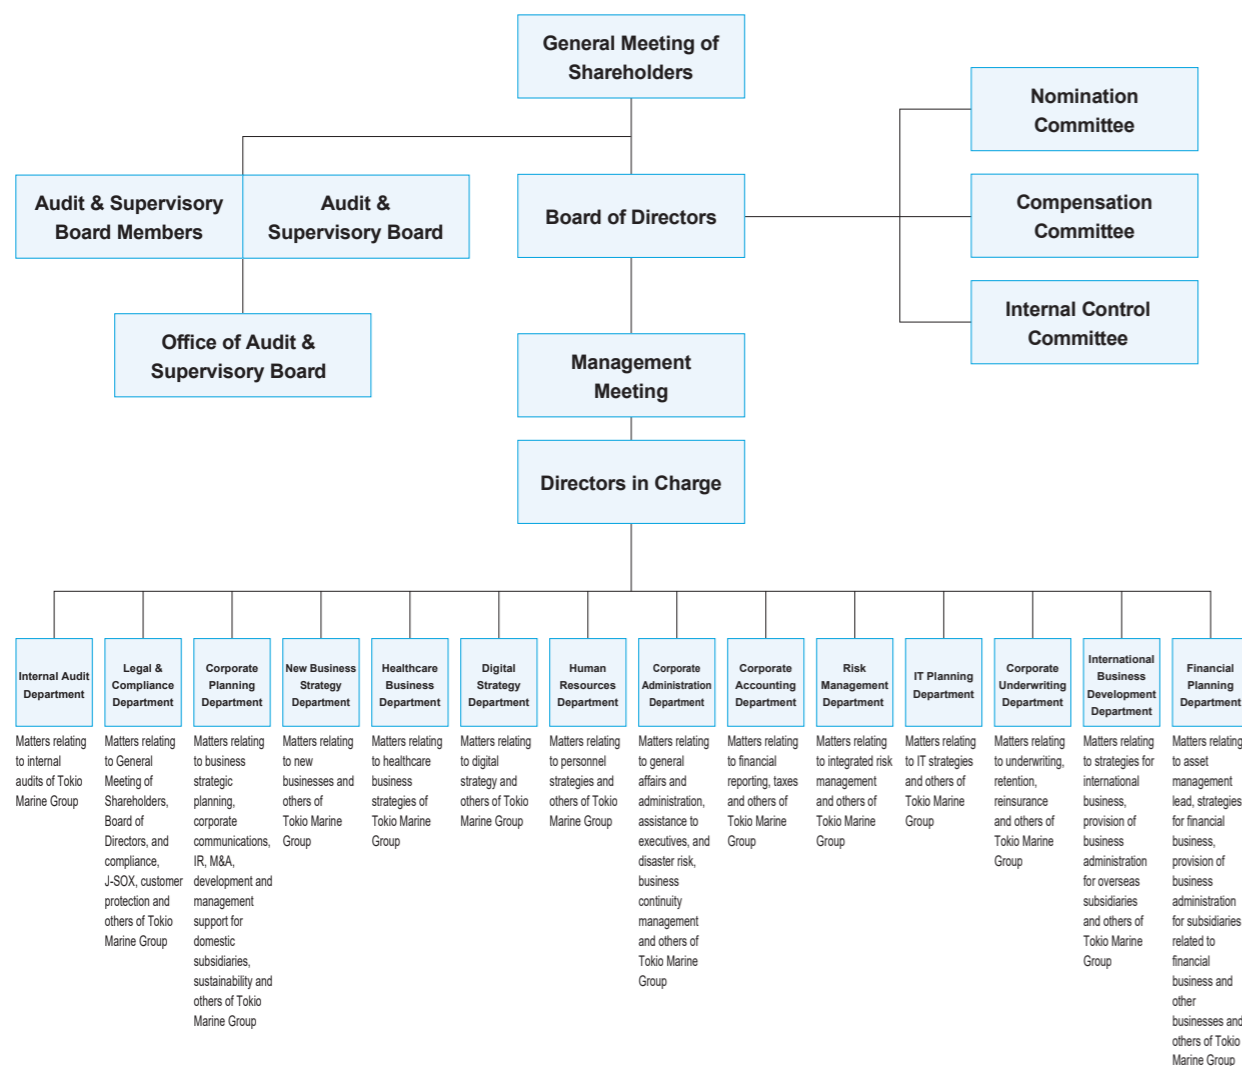 General Meeting of
Shareholders
Nomination
Committee
Audit & Supervisory
Board Members
Audit &
Supervisory Board
Board of Directors
Compensation
Committee
Internal Control
Committee
Office of Audit &
Supervisory Board
Management
Meeting
Directors in Charge
Internal Audit
Department
Matters relating
to internal
audits of Tokio
Marine Group
Legal &
Compliance
Department
Matters relating
to General
Meeting of
Shareholders,
Board of
Directors, and
compliance,
J-SOX, customer
protection and
others of Tokio
Marine Group
Corporate
Planning
Department
Matters relating
to business
strategic
planning,
corporate
communications,
IR, M&A,
development and
management
support for
domestic
subsidiaries,
sustainability and
others of Tokio
Marine Group
New Business
Strategy
Department
Matters relating
to new
businesses and
others of
Tokio Marine
Group
Healthcare
Business
Department
Matters relating
to healthcare
business
strategies of
Tokio Marine
Group
Digital
Strategy
Department
Matters relating
to digital
strategy and
others of Tokio
Marine Group
Human
Resources
Department
Matters relating
to personnel
strategies and
others of Tokio
Marine Group
Corporate
Administration
Department
Matters relating
to general
affairs and
administration,
assistance to
executives, and
disaster risk,
business
continuity
management
and others of
Tokio Marine
Group
Corporate
Accounting
Department
Matters relating
to financial
reporting, taxes
and others of
Tokio Marine
Group
Risk
Management
Department
Matters relating
to integrated risk
management
and others of
Tokio Marine
Group
IT Planning
Department
Matters relating
to IT strategies
and others of
Tokio Marine
Group
Corporate
Underwriting
Department
Matters relating
to underwriting,
retention,
reinsurance
and others of
Tokio Marine
Group
International
Business
Development
Department
Matters relating
to strategies for
international
business,
provision of
business
administration
for overseas
subsidiaries
and others of
Tokio Marine
Group
Financial
Planning
Department
Matters relating
to asset
management
lead, strategies
for financial
business,
provision of
business
administration
for subsidiaries
related to
financial
business and
other
businesses and
others of Tokio
Marine Group